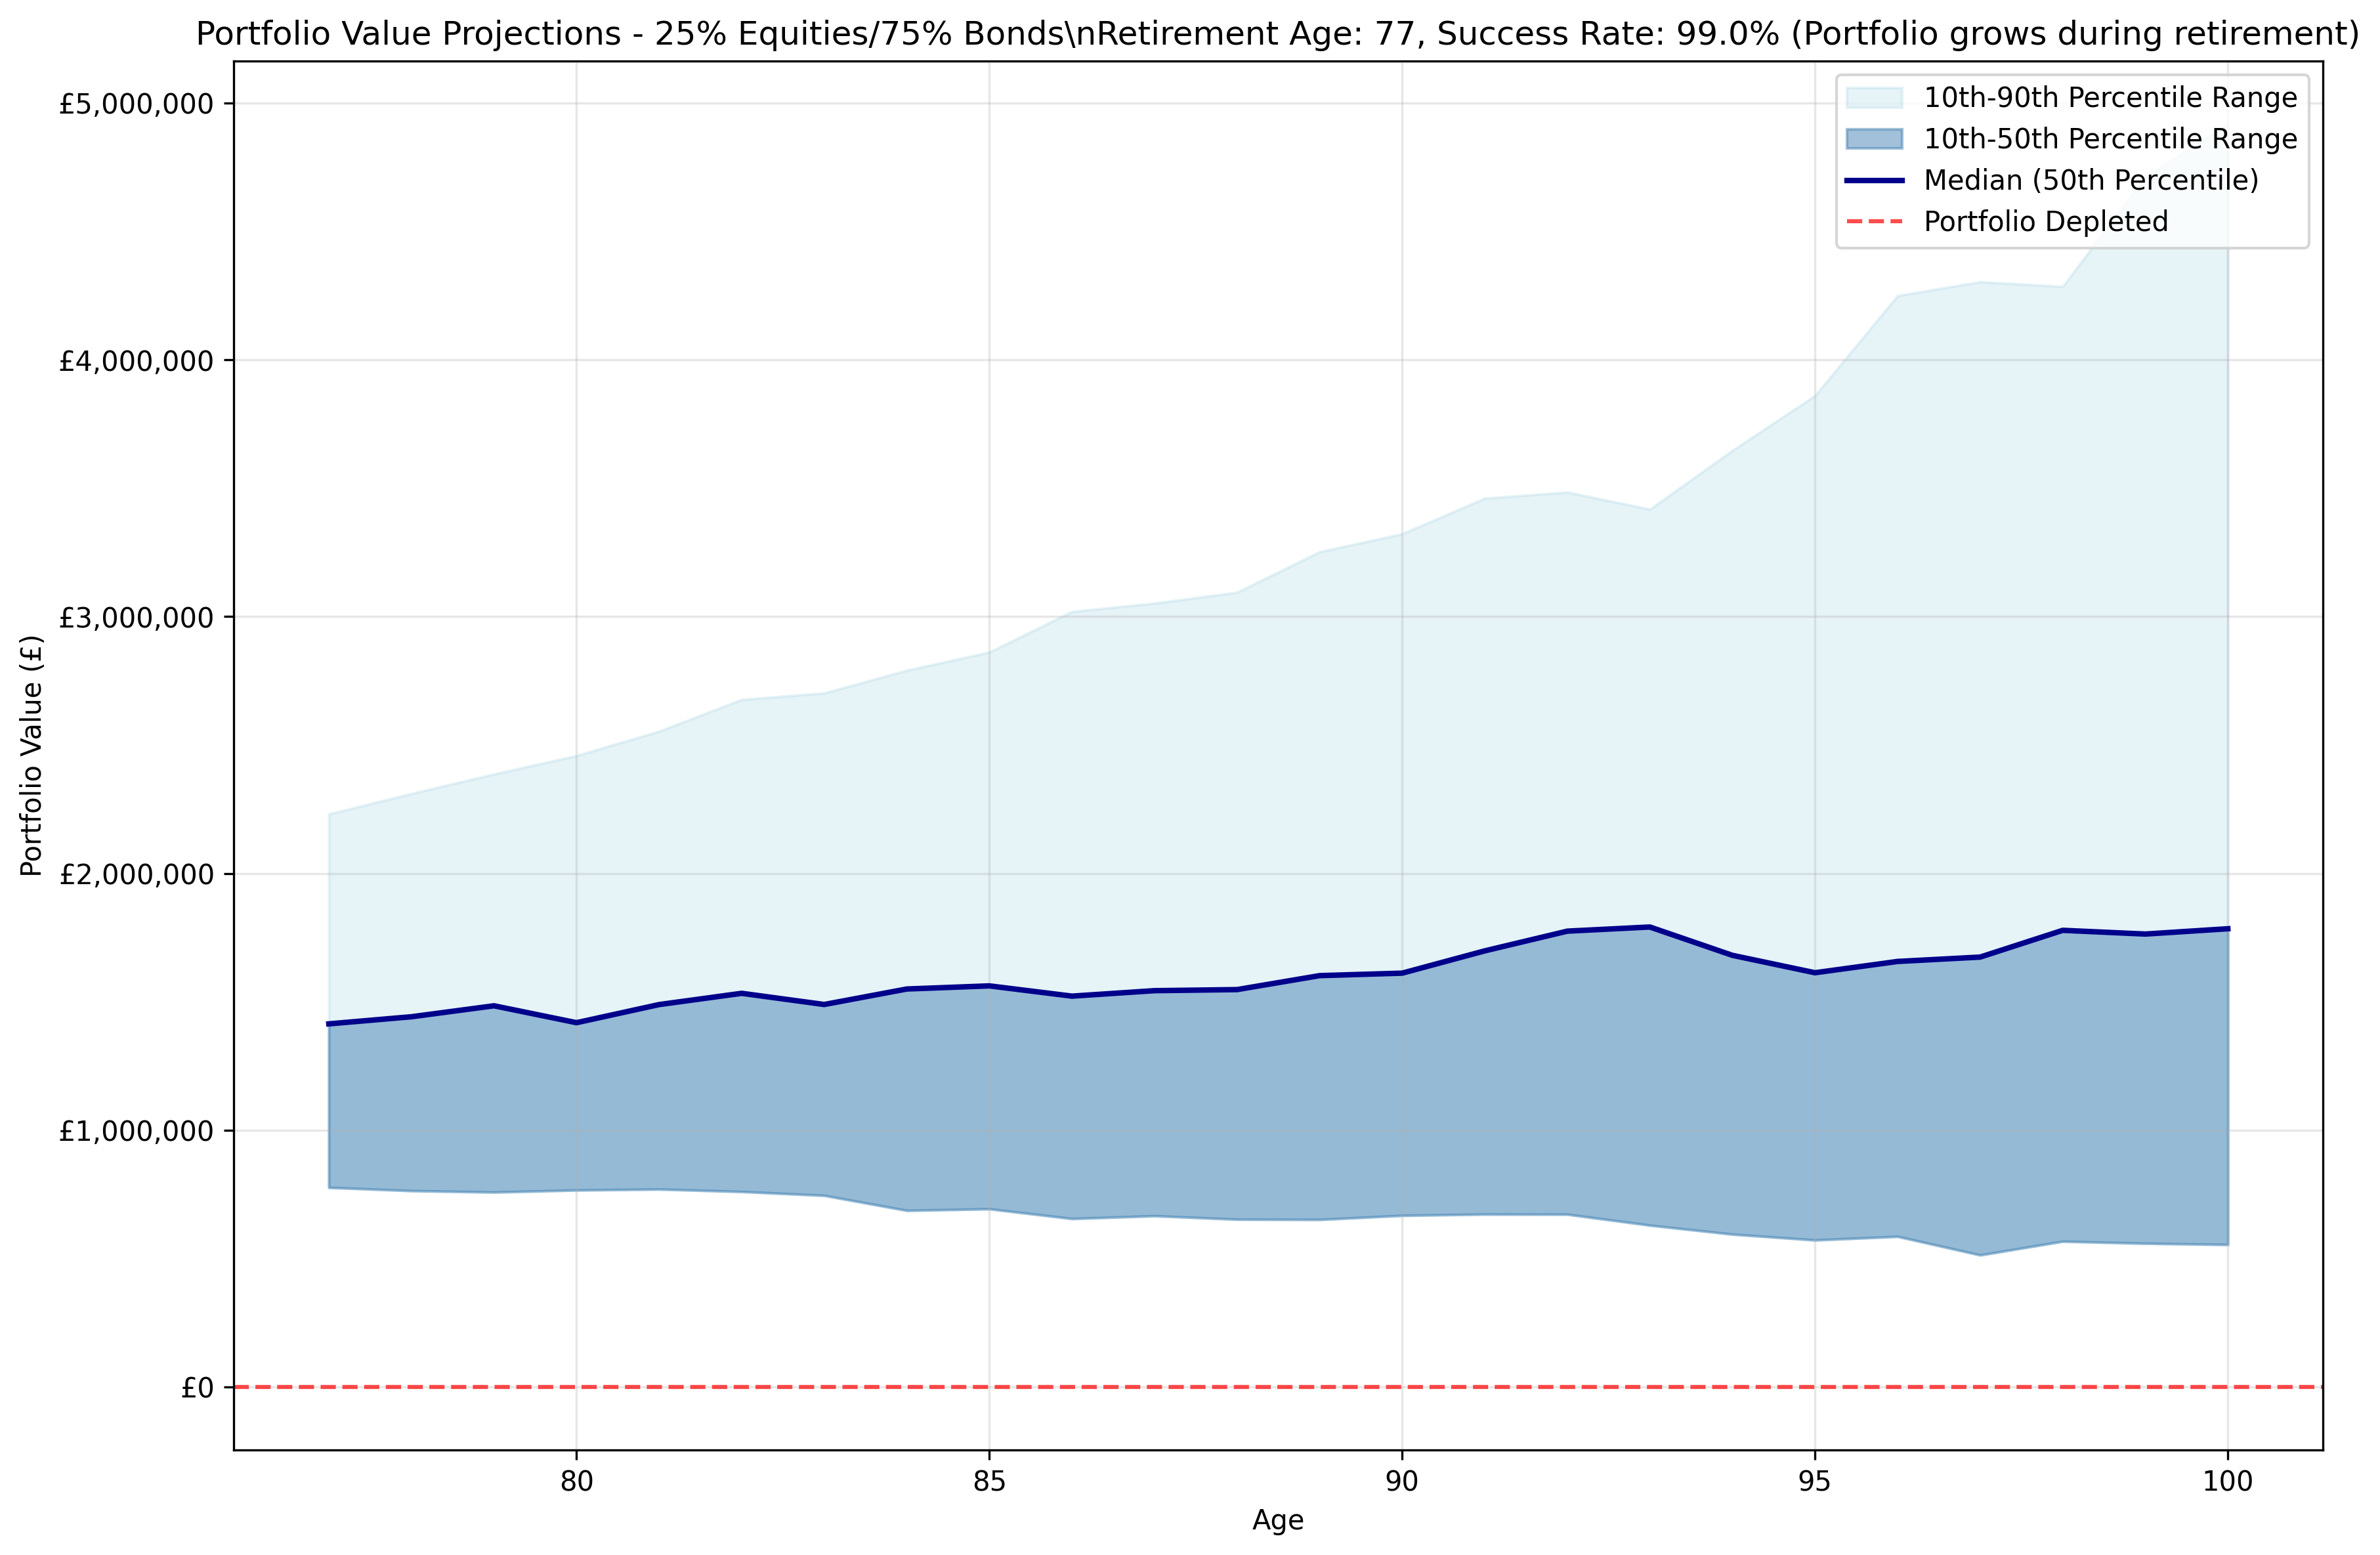 Portfolio Value Projections - 25% Equities/75% Bonds\nRetirement Age: 77, Success Rate: 99.0% (Portfolio grows during retirement)
10th-90th Percentile Range
10th-50th Percentile Range
Median (50th Percentile)
Portfolio Depleted
Portfolio Value (£)
£5,000,000
£4,000,000
£3,000,000
£2,000,000
£1,000,000
£0
80
85
90
95
100
Age